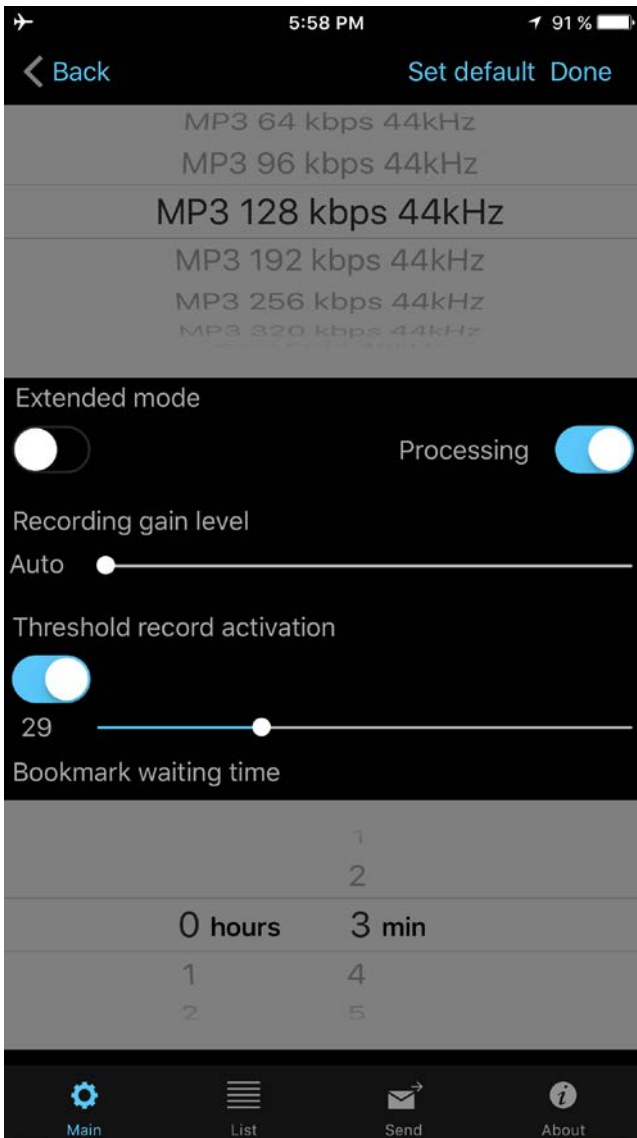 5:58 PM 91 %
Back Set default Done
MP3 64 kbps 44kHz
MP3 96 kbps 44kHz
MP3 128 kbps 44kHz
MP3 192 kbps 44kHz
MP3 256 kbps 44kHz
MP3 320 kbps 44kHz
Extended mode
Processing
Recording gain level
Auto
Threshold record activation
29
Bookmark waiting time
1
2
0 hours 3 min
1 4
2 5
Main List Send About